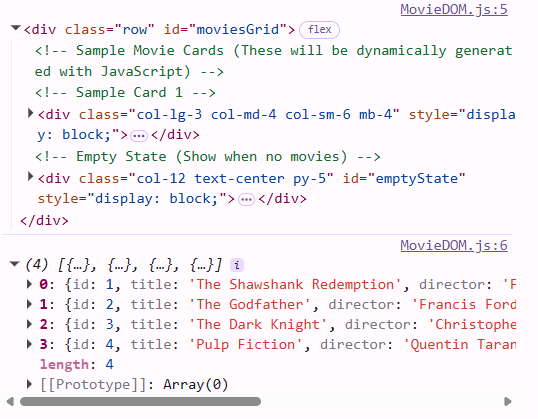 MovieDOM.js:5
<div class="row" id="moviesGrid"> flex
<!-- Sample Movie Cards (These will be dynamically generat
ed with JavaScript) -->
<!-- Sample Card 1 -->
<div class="col-lg-3 col-md-4 col-sm-6 mb-4" style="displa
y: block;"> … </div>
<!-- Empty State (Show when no movies) -->
<div class="col-12 text-center py-5" id="emptyState"
style="display: block;"> … </div>
</div>
MovieDOM.js:6
(4) [{…}, {…}, {…}, {…}] i
0: {id: 1, title: 'The Shawshank Redemption', director: 'F
1: {id: 2, title: 'The Godfather', director: 'Francis Ford
2: {id: 3, title: 'The Dark Knight', director: 'Christophe
3: {id: 4, title: 'Pulp Fiction', director: 'Quentin Taran
length: 4
[[Prototype]]: Array(0)